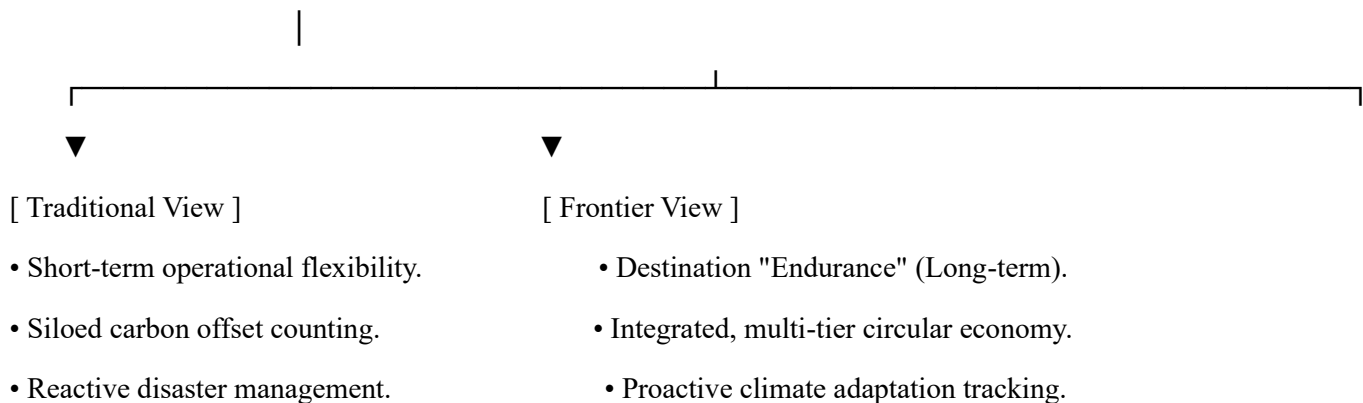 [ Traditional View ] [ Frontier View ]
• Short-term operational flexibility. • Destination "Endurance" (Long-term).
• Siloed carbon offset counting. • Integrated, multi-tier circular economy.
• Reactive disaster management. • Proactive climate adaptation tracking.